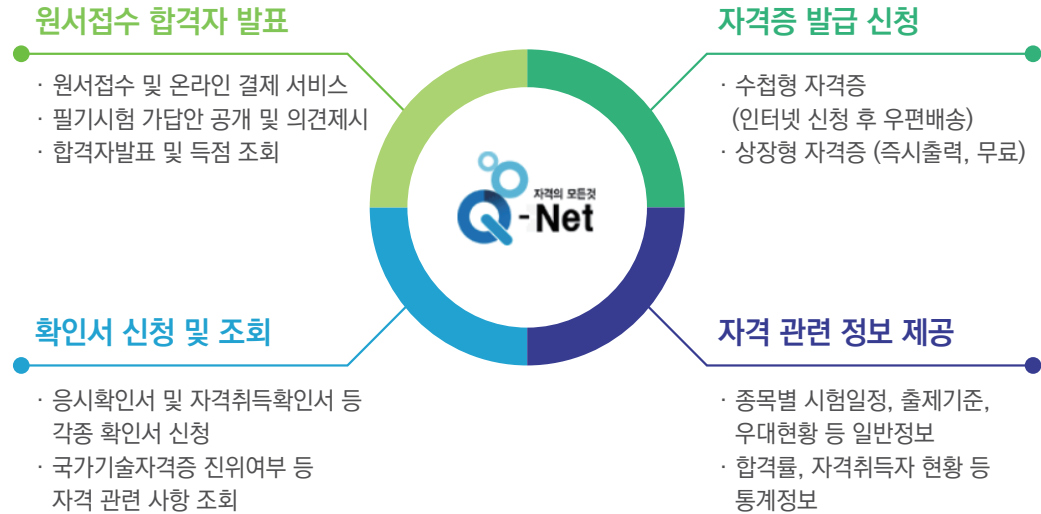 원서접수 합격자 발표
· 원서접수 및 온라인 결제 서비스
· 필기시험 가답안 공개 및 의견제시
· 합격자발표 및 득점 조회
자격증 발급 신청
· 수첩형 자격증
(인터넷 신청 후 우편배송)
· 상장형 자격증 (즉시출력, 무료)
자격의 모든것
Q-Net
확인서 신청 및 조회
· 응시확인서 및 자격취득확인서 등
각종 확인서 신청
· 국가기술자격증 진위여부 등
자격 관련 사항 조회
자격 관련 정보 제공
· 종목별 시험일정, 출제기준,
우대현황 등 일반정보
· 합격률, 자격취득자 현황 등
통계정보